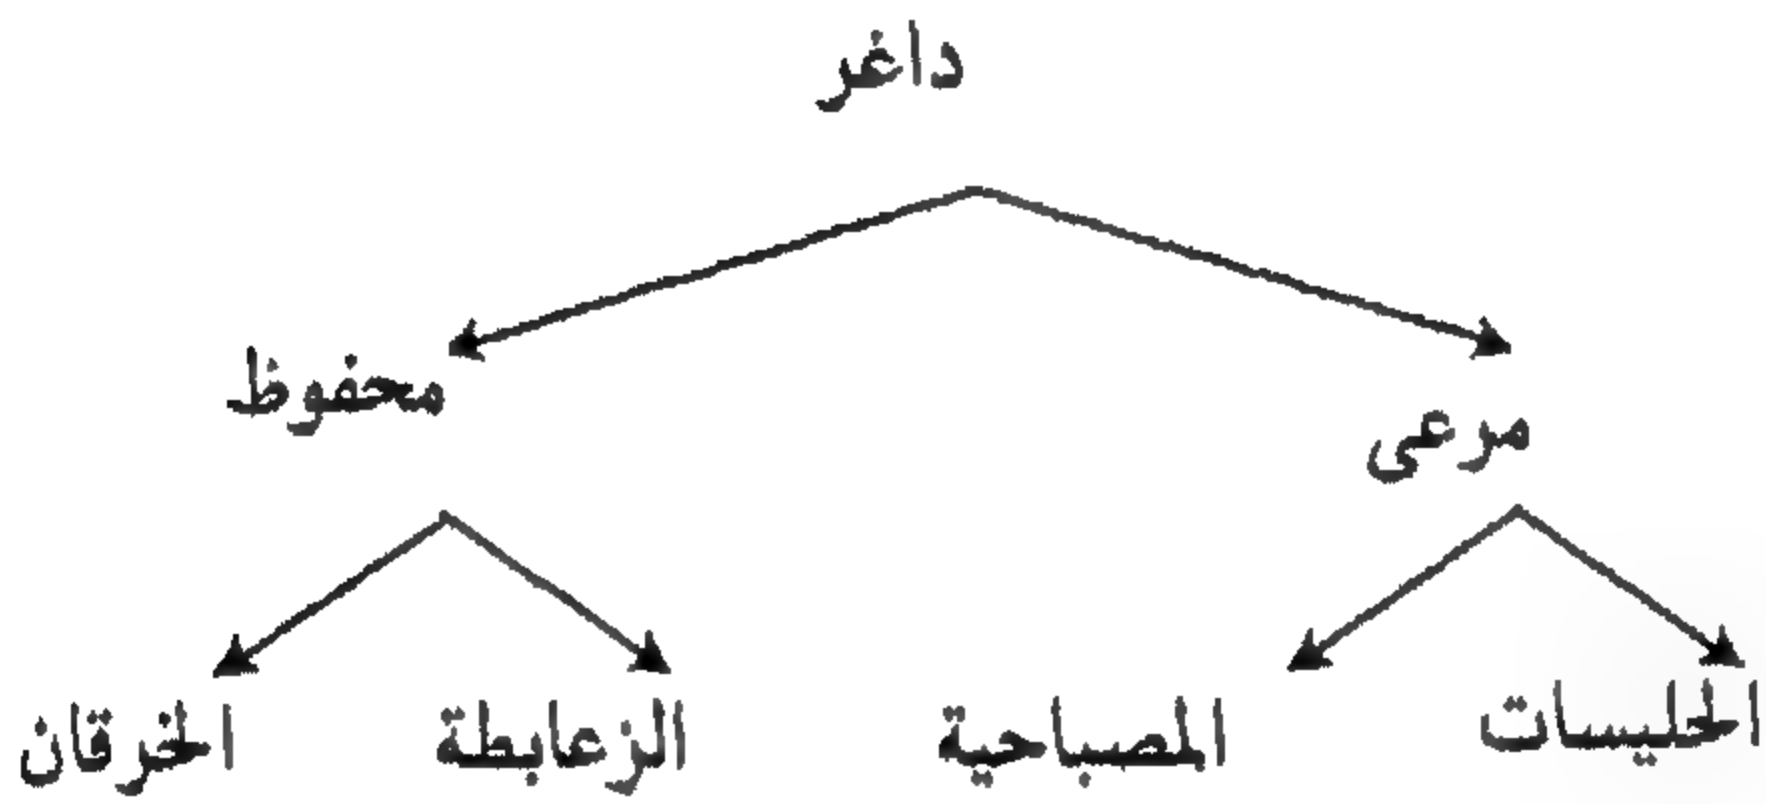 داغر
محفوظ
مرعى
الحليسات
المصباحية
الزعابطة
الخرقان